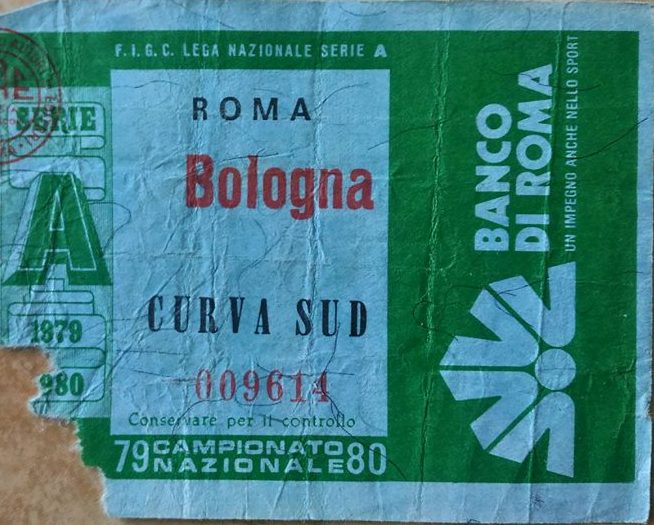 F.I.G.C. LEGA NAZIONALE SERIE A
SERIE
A
1979
980
ROMA
Bologna
CURVA SUD
009614
Conservare per il controllo
79 CAMPIONATO NAZIONALE 80
BANCO
DI ROMA
UN IMPEGNO ANCHE NELLO SPORT